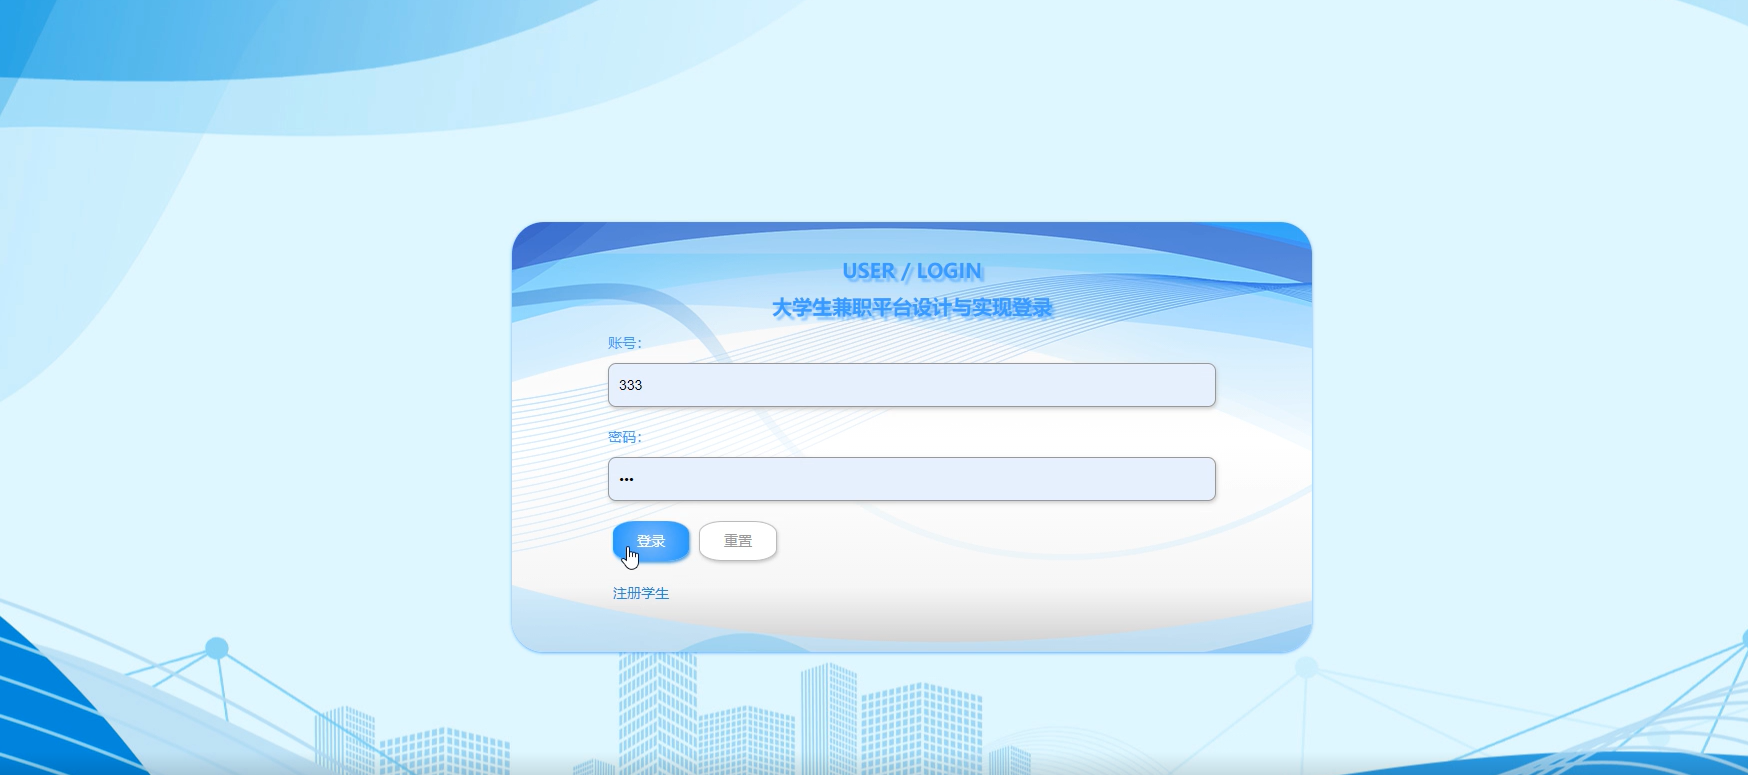 USER / LOGIN
大学生兼职平台设计与实现登录
账号：
333
密码：
•••
登录 重置
注册学生